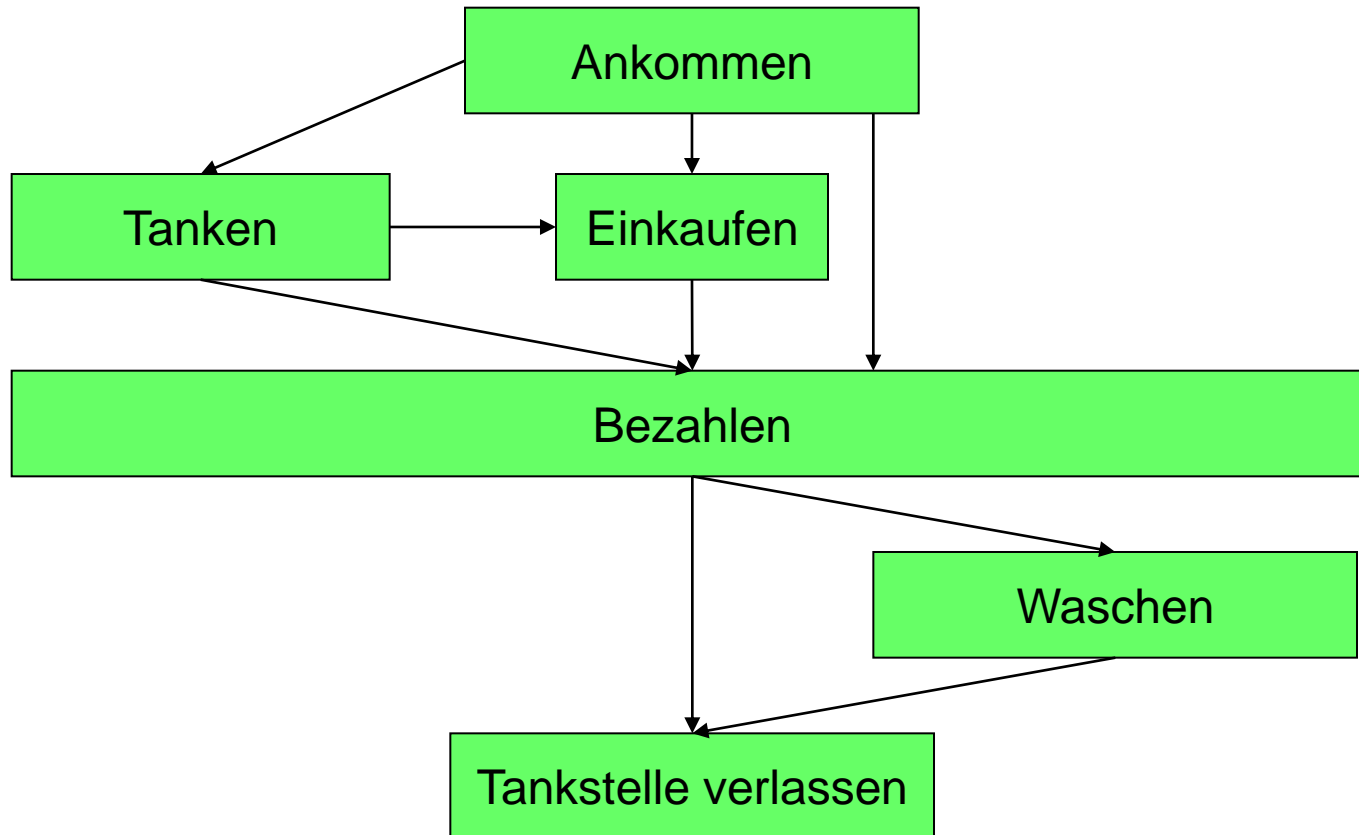 Ankommen
Tanken
Einkaufen
Bezahlen
Waschen
Tankstelle verlassen